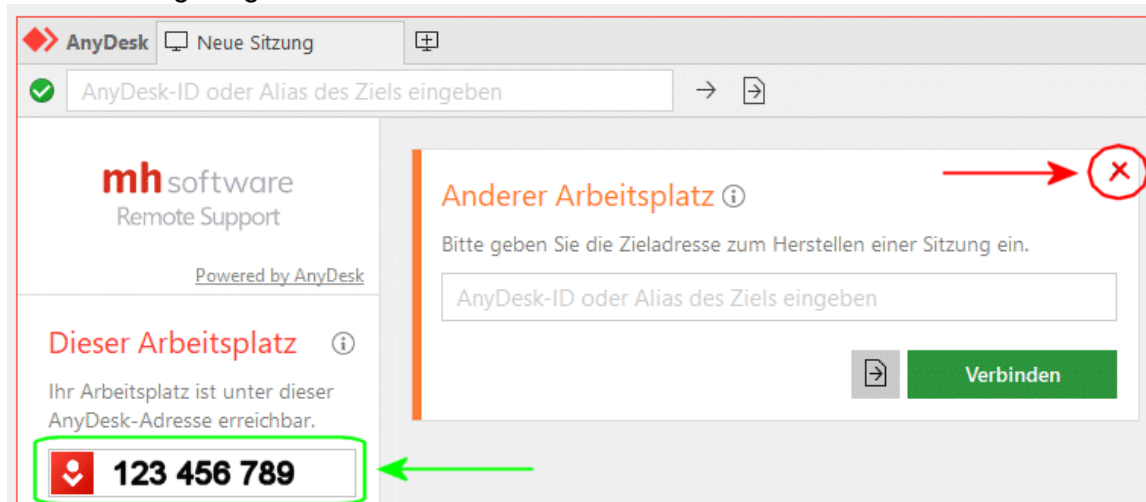 AnyDesk Neue Sitzung
AnyDesk-ID oder Alias des Ziels eingeben
mhsoftware
Remote Support
Powered by AnyDesk
Dieser Arbeitsplatz
Ihr Arbeitsplatz ist unter dieser
AnyDesk-Adresse erreichbar.
123 456 789
Anderer Arbeitsplatz
Bitte geben Sie die Zieladresse zum Herstellen einer Sitzung ein.
AnyDesk-ID oder Alias des Ziels eingeben
Verbinden